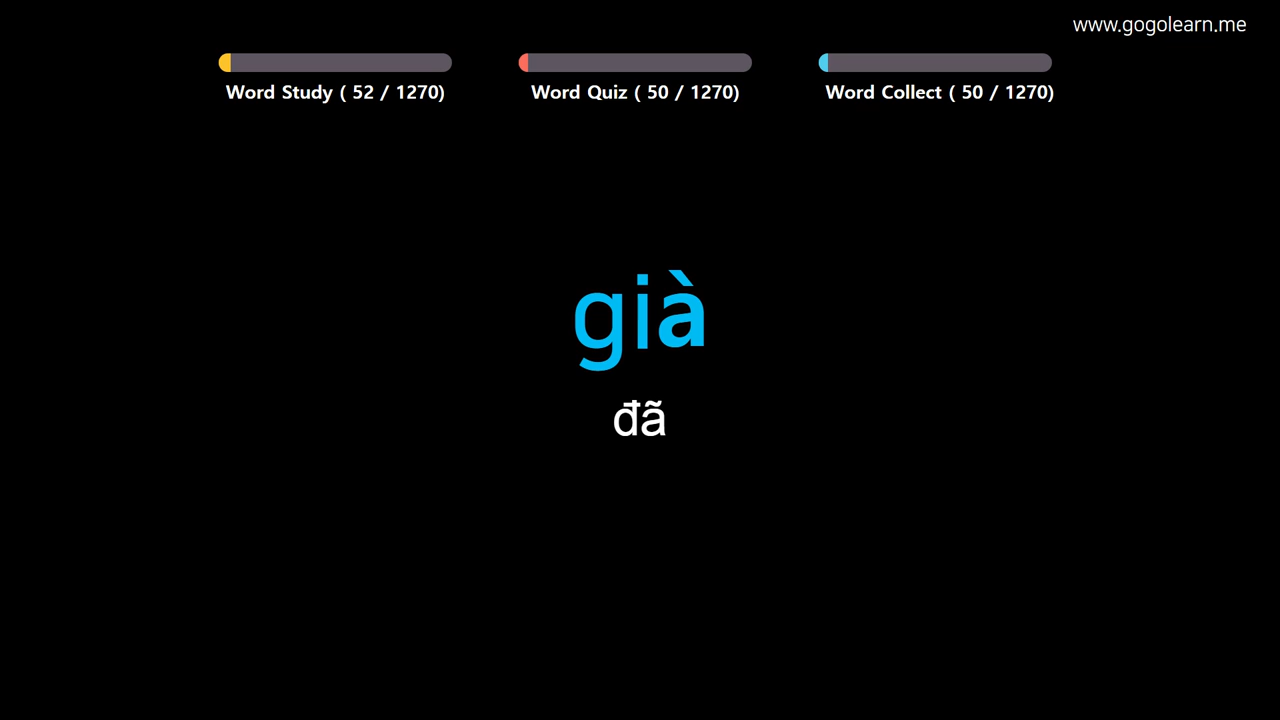 www.gogolearn.me
Word Study ( 52 / 1270)
Word Quiz ( 50 / 1270)
Word Collect ( 50 / 1270)
già
đã